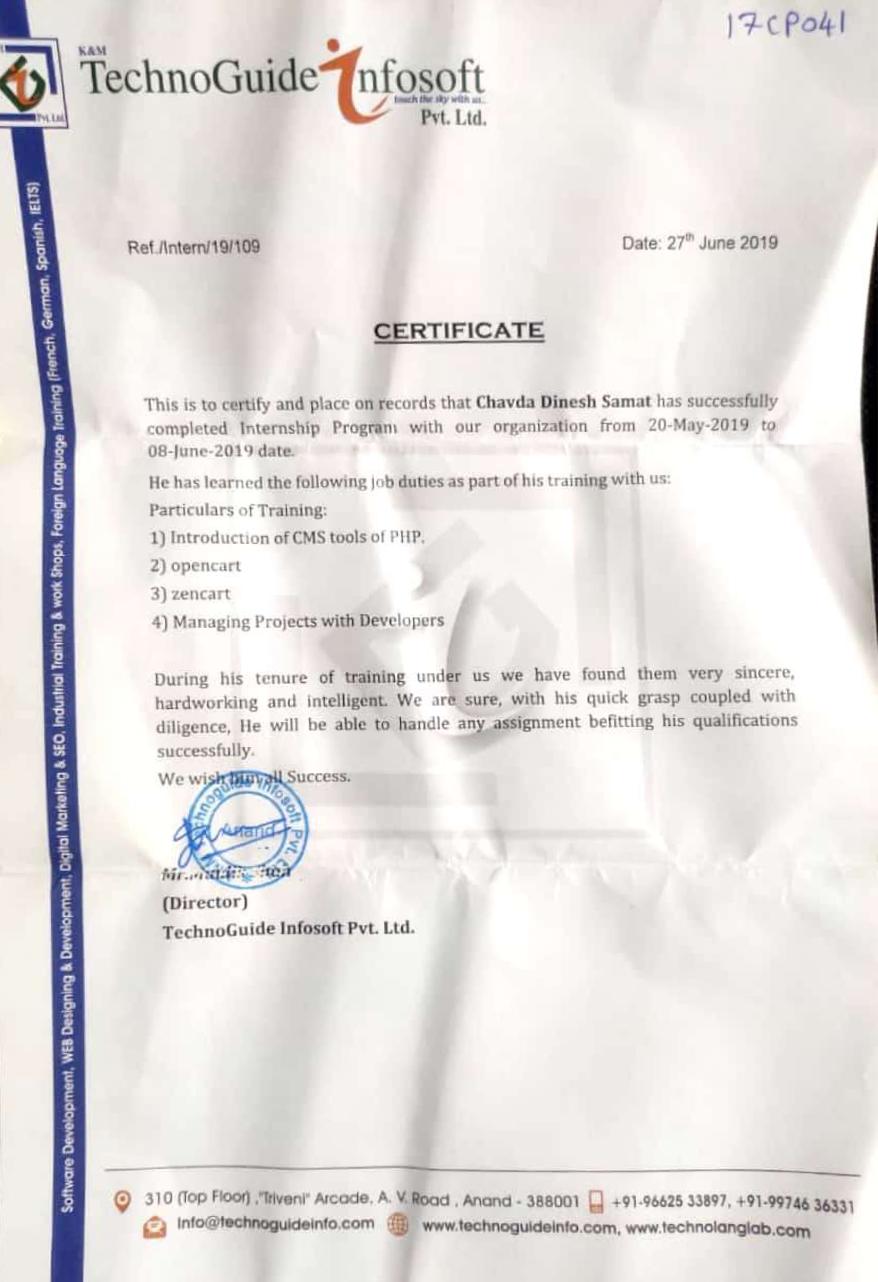 17CP041
K&M
TechnoGuide infosoft
touch the sky with us..
Pvt. Ltd.
Pvt. Ltd.
Software Development, WEB Designing & Development, Digital Marketing & SEO, Industrial Training & work Shops, Foreign Language Training (French, German, Spanish, IELTS)
Ref./Intern/19/109
Date: 27th June 2019
CERTIFICATE
This is to certify and place on records that Chavda Dinesh Samat has successfully
completed Internship Program with our organization from 20-May-2019 to
08-June-2019 date.
He has learned the following job duties as part of his training with us:
Particulars of Training:
1) Introduction of CMS tools of PHP.
2) opencart
3) zencart
4) Managing Projects with Developers
During his tenure of training under us we have found them very sincere,
hardworking and intelligent. We are sure, with his quick grasp coupled with
diligence, He will be able to handle any assignment befitting his qualifications
successfully.
We wish him all Success.
Technoguide Infosoft Pvt.
Anand
Mr.
(Director)
TechnoGuide Infosoft Pvt. Ltd.
310 (Top Floor) ,"Triveni" Arcade, A. V. Road , Anand - 388001 +91-96625 33897, +91-99746 36331
Info@technoguideinfo.com www.technoguideinfo.com, www.technolanglab.com